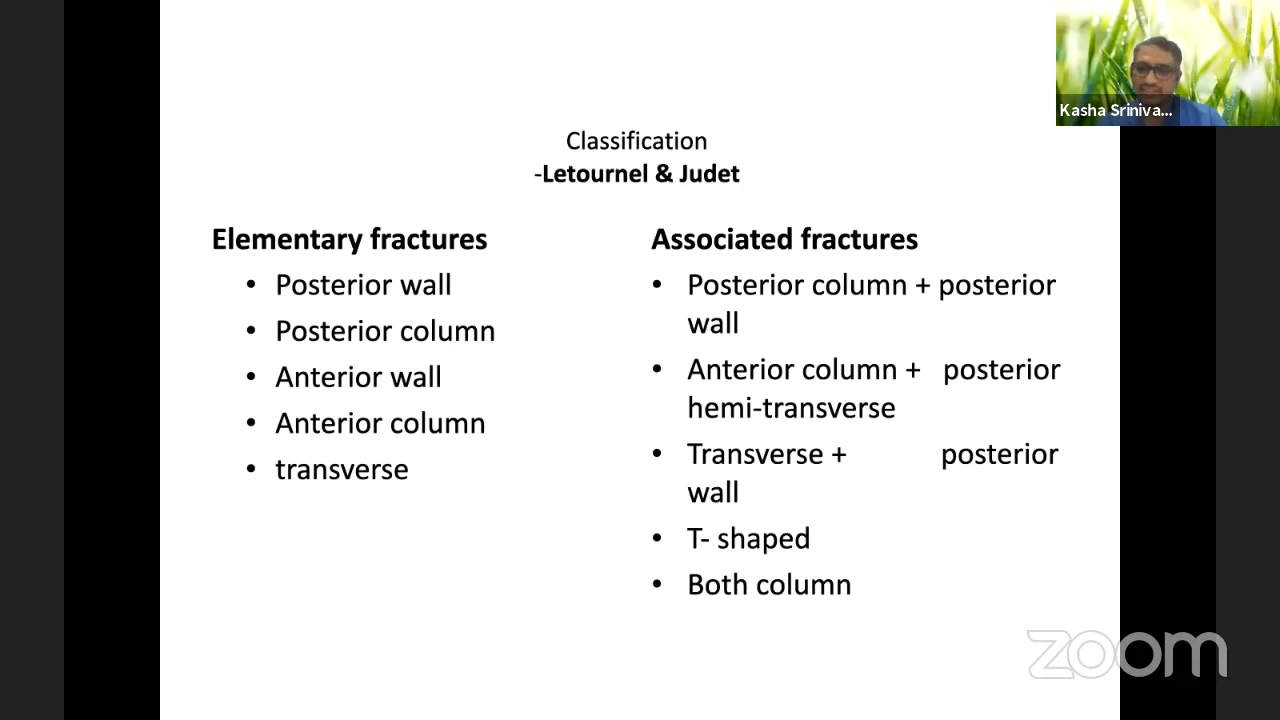 Kasha Sriniva...
Classification
-Letournel & Judet
Elementary fractures
• Posterior wall
• Posterior column
• Anterior wall
• Anterior column
• transverse
Associated fractures
• Posterior column + posterior
wall
• Anterior column + posterior
hemi-transverse
• Transverse + posterior
wall
• T- shaped
• Both column
zoom